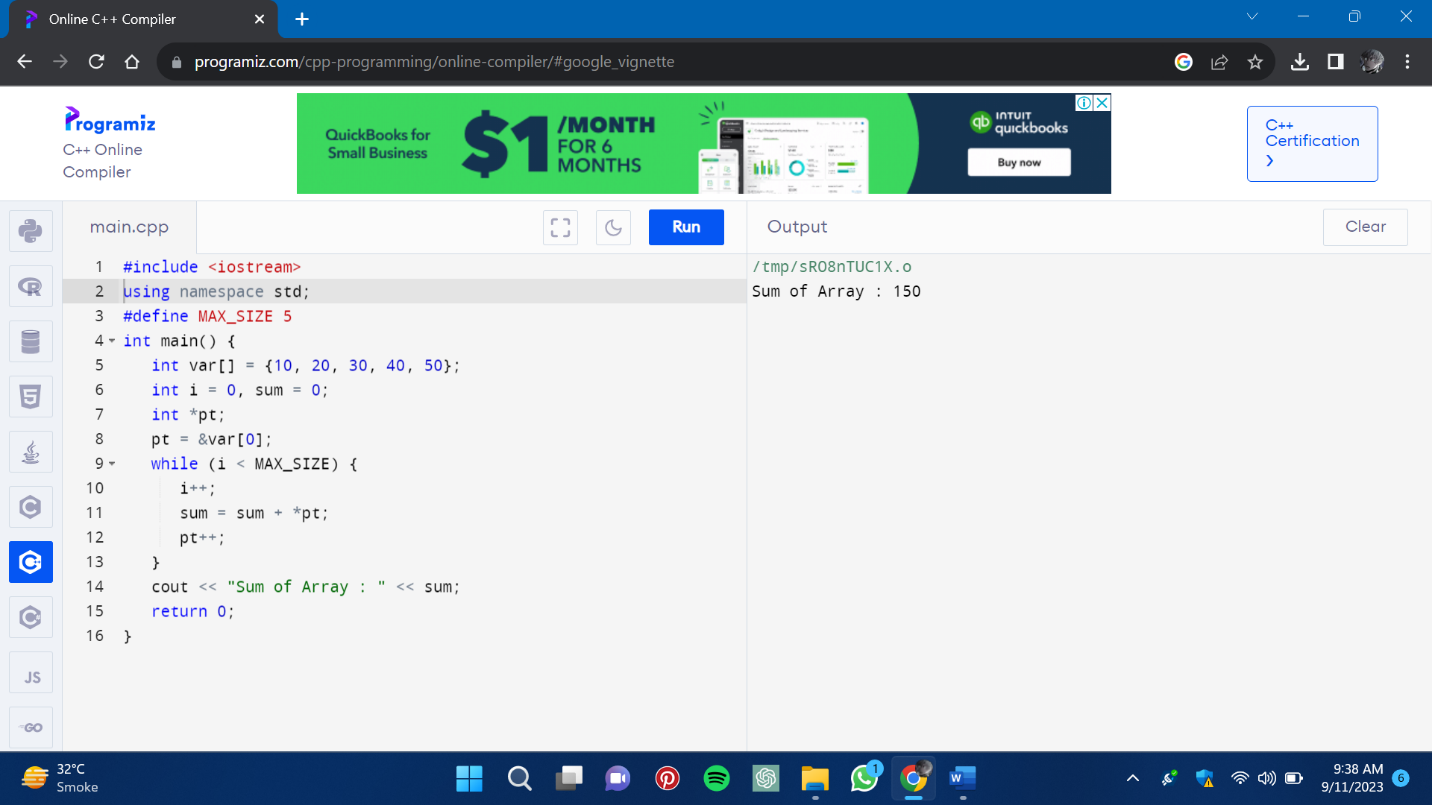 Online C++ Compiler
programiz.com/cpp-programming/online-compiler/#google_vignette
Programiz
C++ Online
Compiler
QuickBooks for
Small Business
$1
/MONTH
FOR 6
MONTHS
qb INTUIT
quickbooks
Buy now
C++
Certification
main.cpp
Run
Output
Clear
1 #include <iostream>
2 using namespace std;
3 #define MAX_SIZE 5
4 int main() {
5 int var[] = {10, 20, 30, 40, 50};
6 int i = 0, sum = 0;
7 int *pt;
8 pt = &var[0];
9 while (i < MAX_SIZE) {
10 i++;
11 sum = sum + *pt;
12 pt++;
13 }
14 cout << "Sum of Array : " << sum;
15 return 0;
16 }
/tmp/sRO8nTUC1X.o
Sum of Array : 150
JS
GO
32°C
Smoke
1
W
9:38 AM
9/11/2023
6